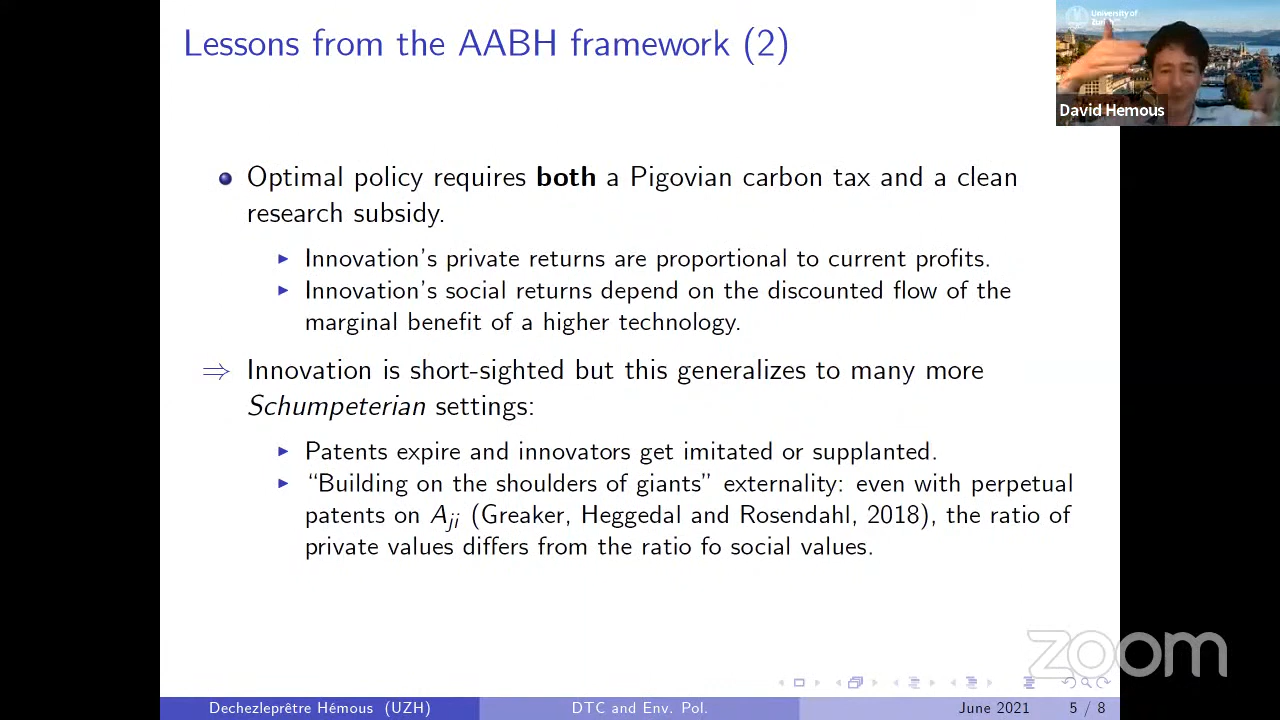 Lessons from the AABH framework (2)
University of
Zurich
David Hemous
Optimal policy requires both a Pigovian carbon tax and a clean
research subsidy.
Innovation's private returns are proportional to current profits.
Innovation's social returns depend on the discounted flow of the
marginal benefit of a higher technology.
⇒ Innovation is short-sighted but this generalizes to many more
Schumpeterian settings:
Patents expire and innovators get imitated or supplanted.
“Building on the shoulders of giants” externality: even with perpetual
patents on Aji (Greaker, Heggedal and Rosendahl, 2018), the ratio of
private values differs from the ratio fo social values.
zoom
Dechezleprêtre Hémous (UZH) DTC and Env. Pol. June 2021 5 / 8